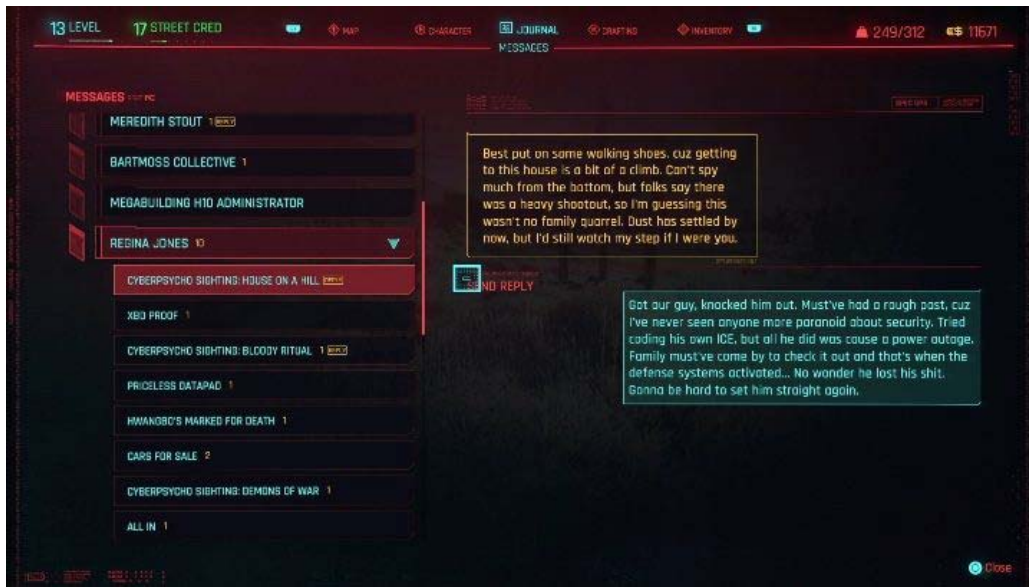 13 LEVEL
17 STREET CRED
MAP
CHARACTER
JOURNAL
CRAFTING
INVENTORY
249/312
€$ 11671
MESSAGES
MESSAGES
MEREDITH STOUT 1 REPLY
BARTMOSS COLLECTIVE 1
MEGABUILDING H10 ADMINISTRATOR
REGINA JONES 10
CYBERPSYCHO SIGHTING: HOUSE ON A HILL REPLY
XBD PROOF 1
CYBERPSYCHO SIGHTING: BLOODY RITUAL 1 REPLY
PRICELESS DATAPAD 1
HWANGBO'S MARKED FOR DEATH 1
CARS FOR SALE 2
CYBERPSYCHO SIGHTING: DEMONS OF WAR 1
ALL IN 1
Best put on some walking shoes, cuz getting
to this house is a bit of a climb. Can't spy
much from the bottom, but folks say there
was a heavy shootout, so I'm guessing this
wasn't no family quarrel. Dust has settled by
now, but I'd still watch my step if I were you.
SEND REPLY
Got our guy, knocked him out. Must've had a rough past, cuz
I've never seen anyone more paranoid about security. Tried
coding his own ICE, but all he did was cause a power outage.
Family must've come by to check it out and that's when the
defense systems activated... No wonder he lost his shit.
Gonna be hard to set him straight again.
Close